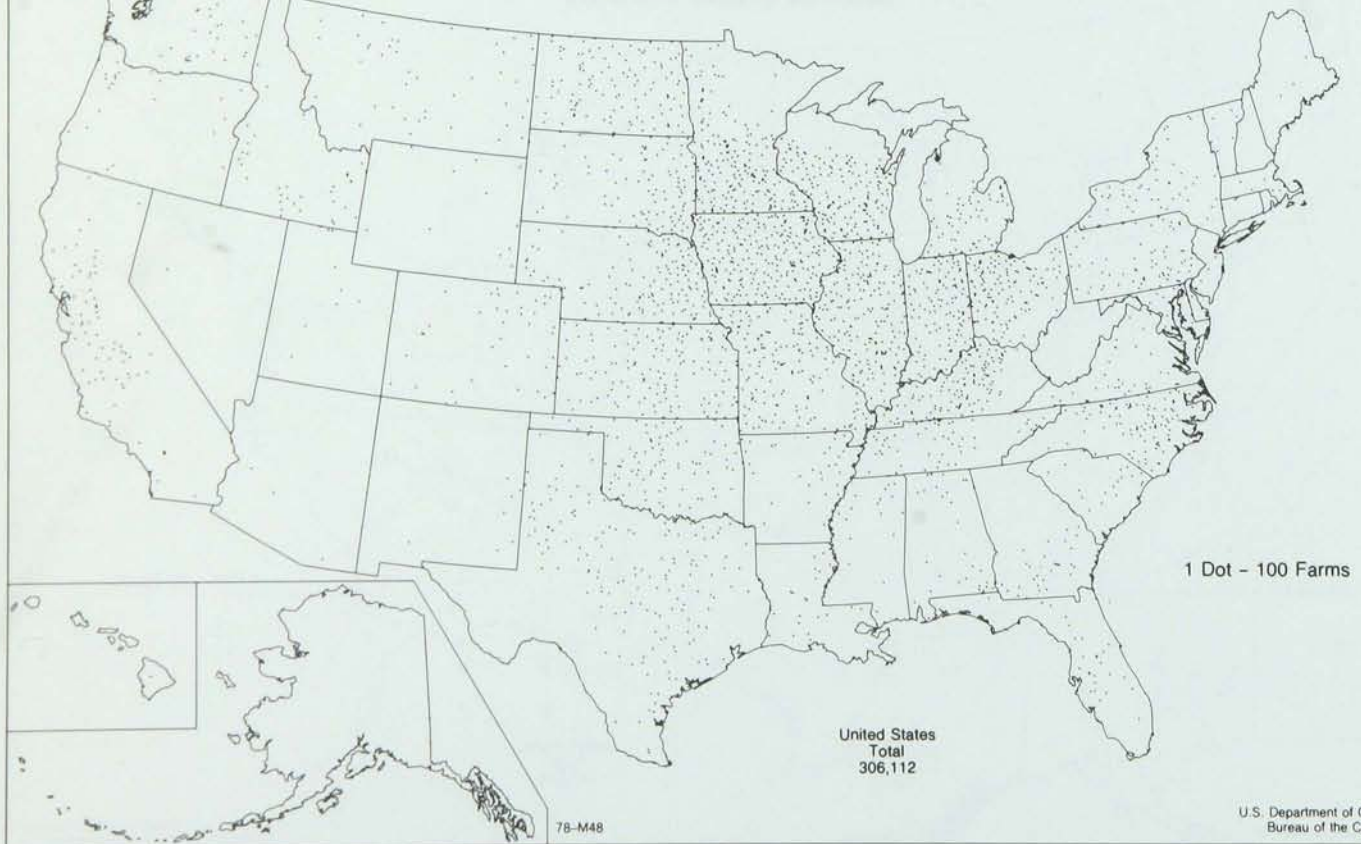 1 Dot – 100 Farms
United States
Total
306,112
78-M48
U.S. Department of
Bureau of the